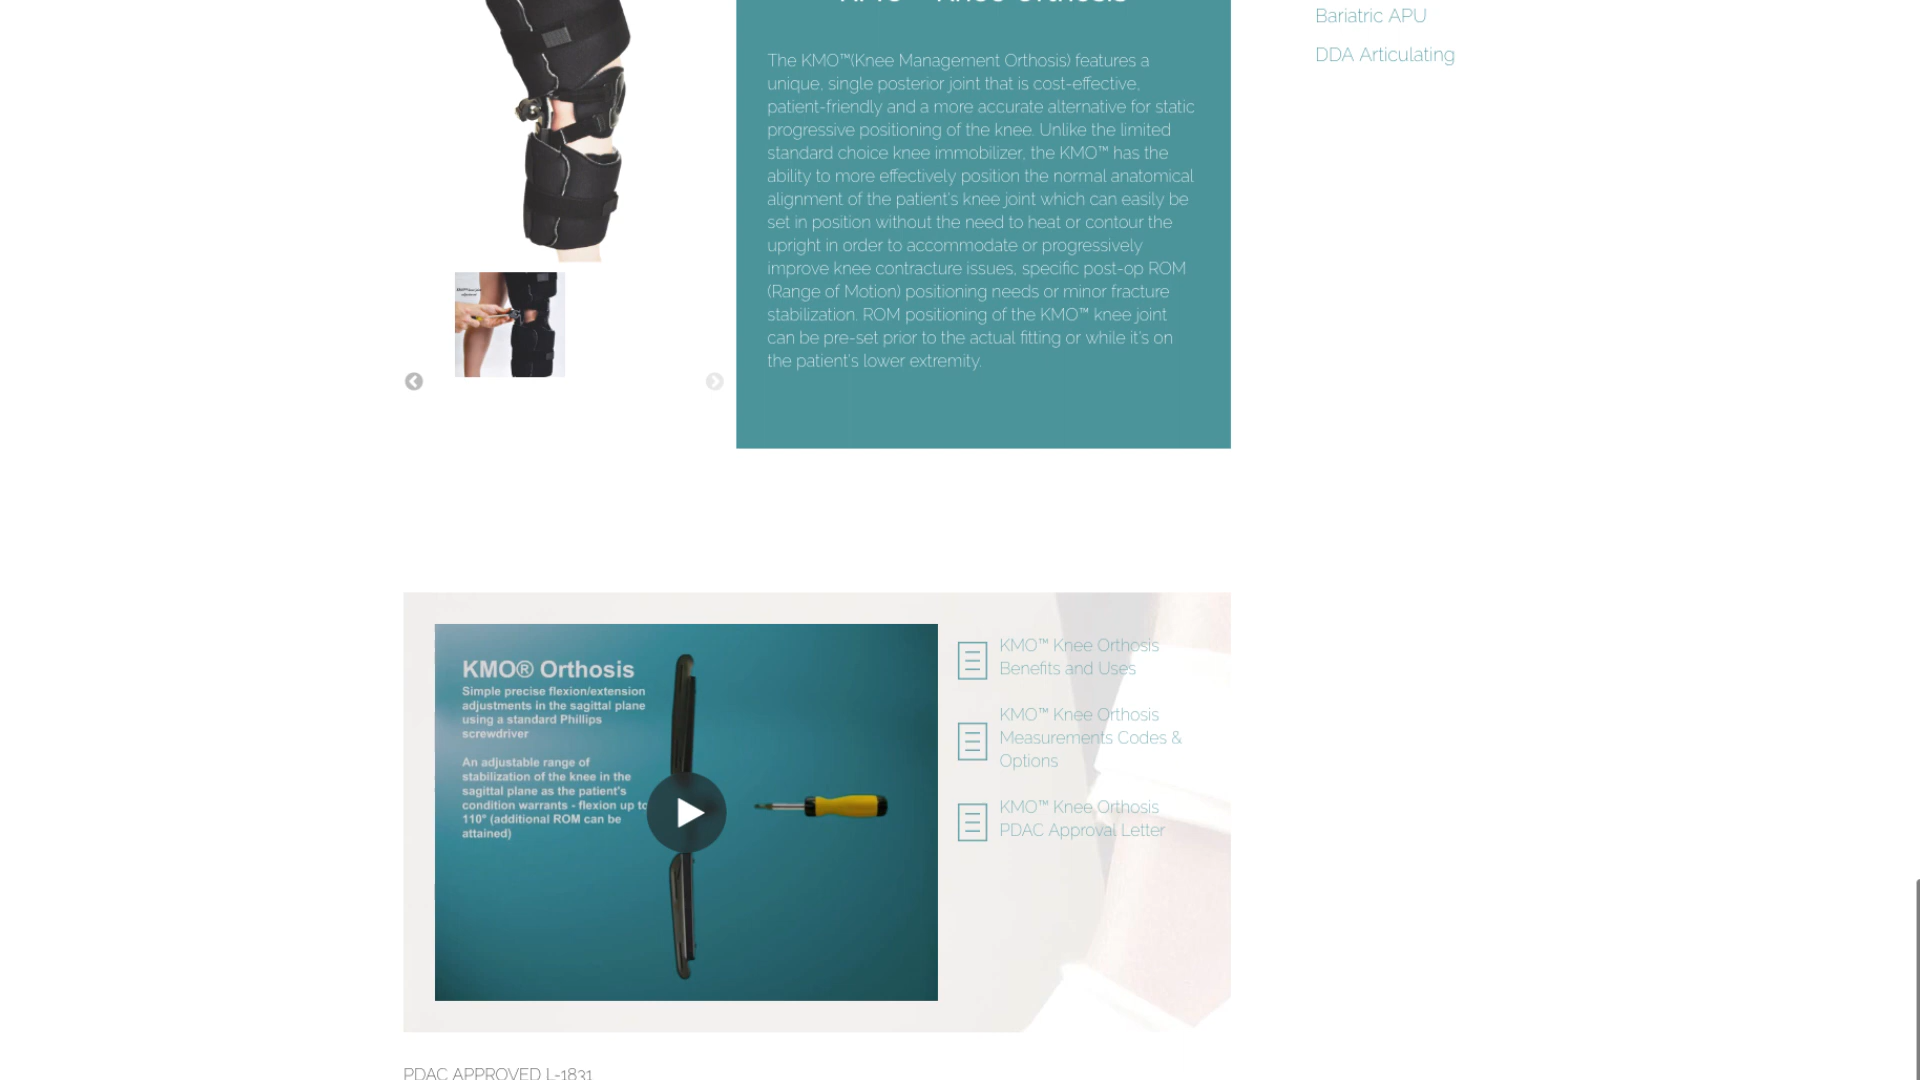 Bariatric APU
DDA Articulating
The KMO™(Knee Management Orthosis) features a
unique, single posterior joint that is cost-effective,
patient-friendly and a more accurate alternative for static
progressive positioning of the knee. Unlike the limited
standard choice knee immobilizer, the KMO™ has the
ability to more effectively position the normal anatomical
alignment of the patient's knee joint which can easily be
set in position without the need to heat or contour the
upright in order to accommodate or progressively
improve knee contracture issues, specific post-op ROM
(Range of Motion) positioning needs or minor fracture
stabilization. ROM positioning of the KMO™ knee joint
can be pre-set prior to the actual fitting or while it's on
the patient's lower extremity.
KMO® Orthosis
Simple precise flexion/extension
adjustments in the sagittal plane
using a standard Phillips
screwdriver
An adjustable range of
stabilization of the knee in the
sagittal plane as the patient's
condition warrants - flexion up to
110° (additional ROM can be
attained)
KMO™ Knee Orthosis
Benefits and Uses
KMO™ Knee Orthosis
Measurements Codes &
Options
KMO™ Knee Orthosis
PDAC Approval Letter
PDAC APPROVED L-1831